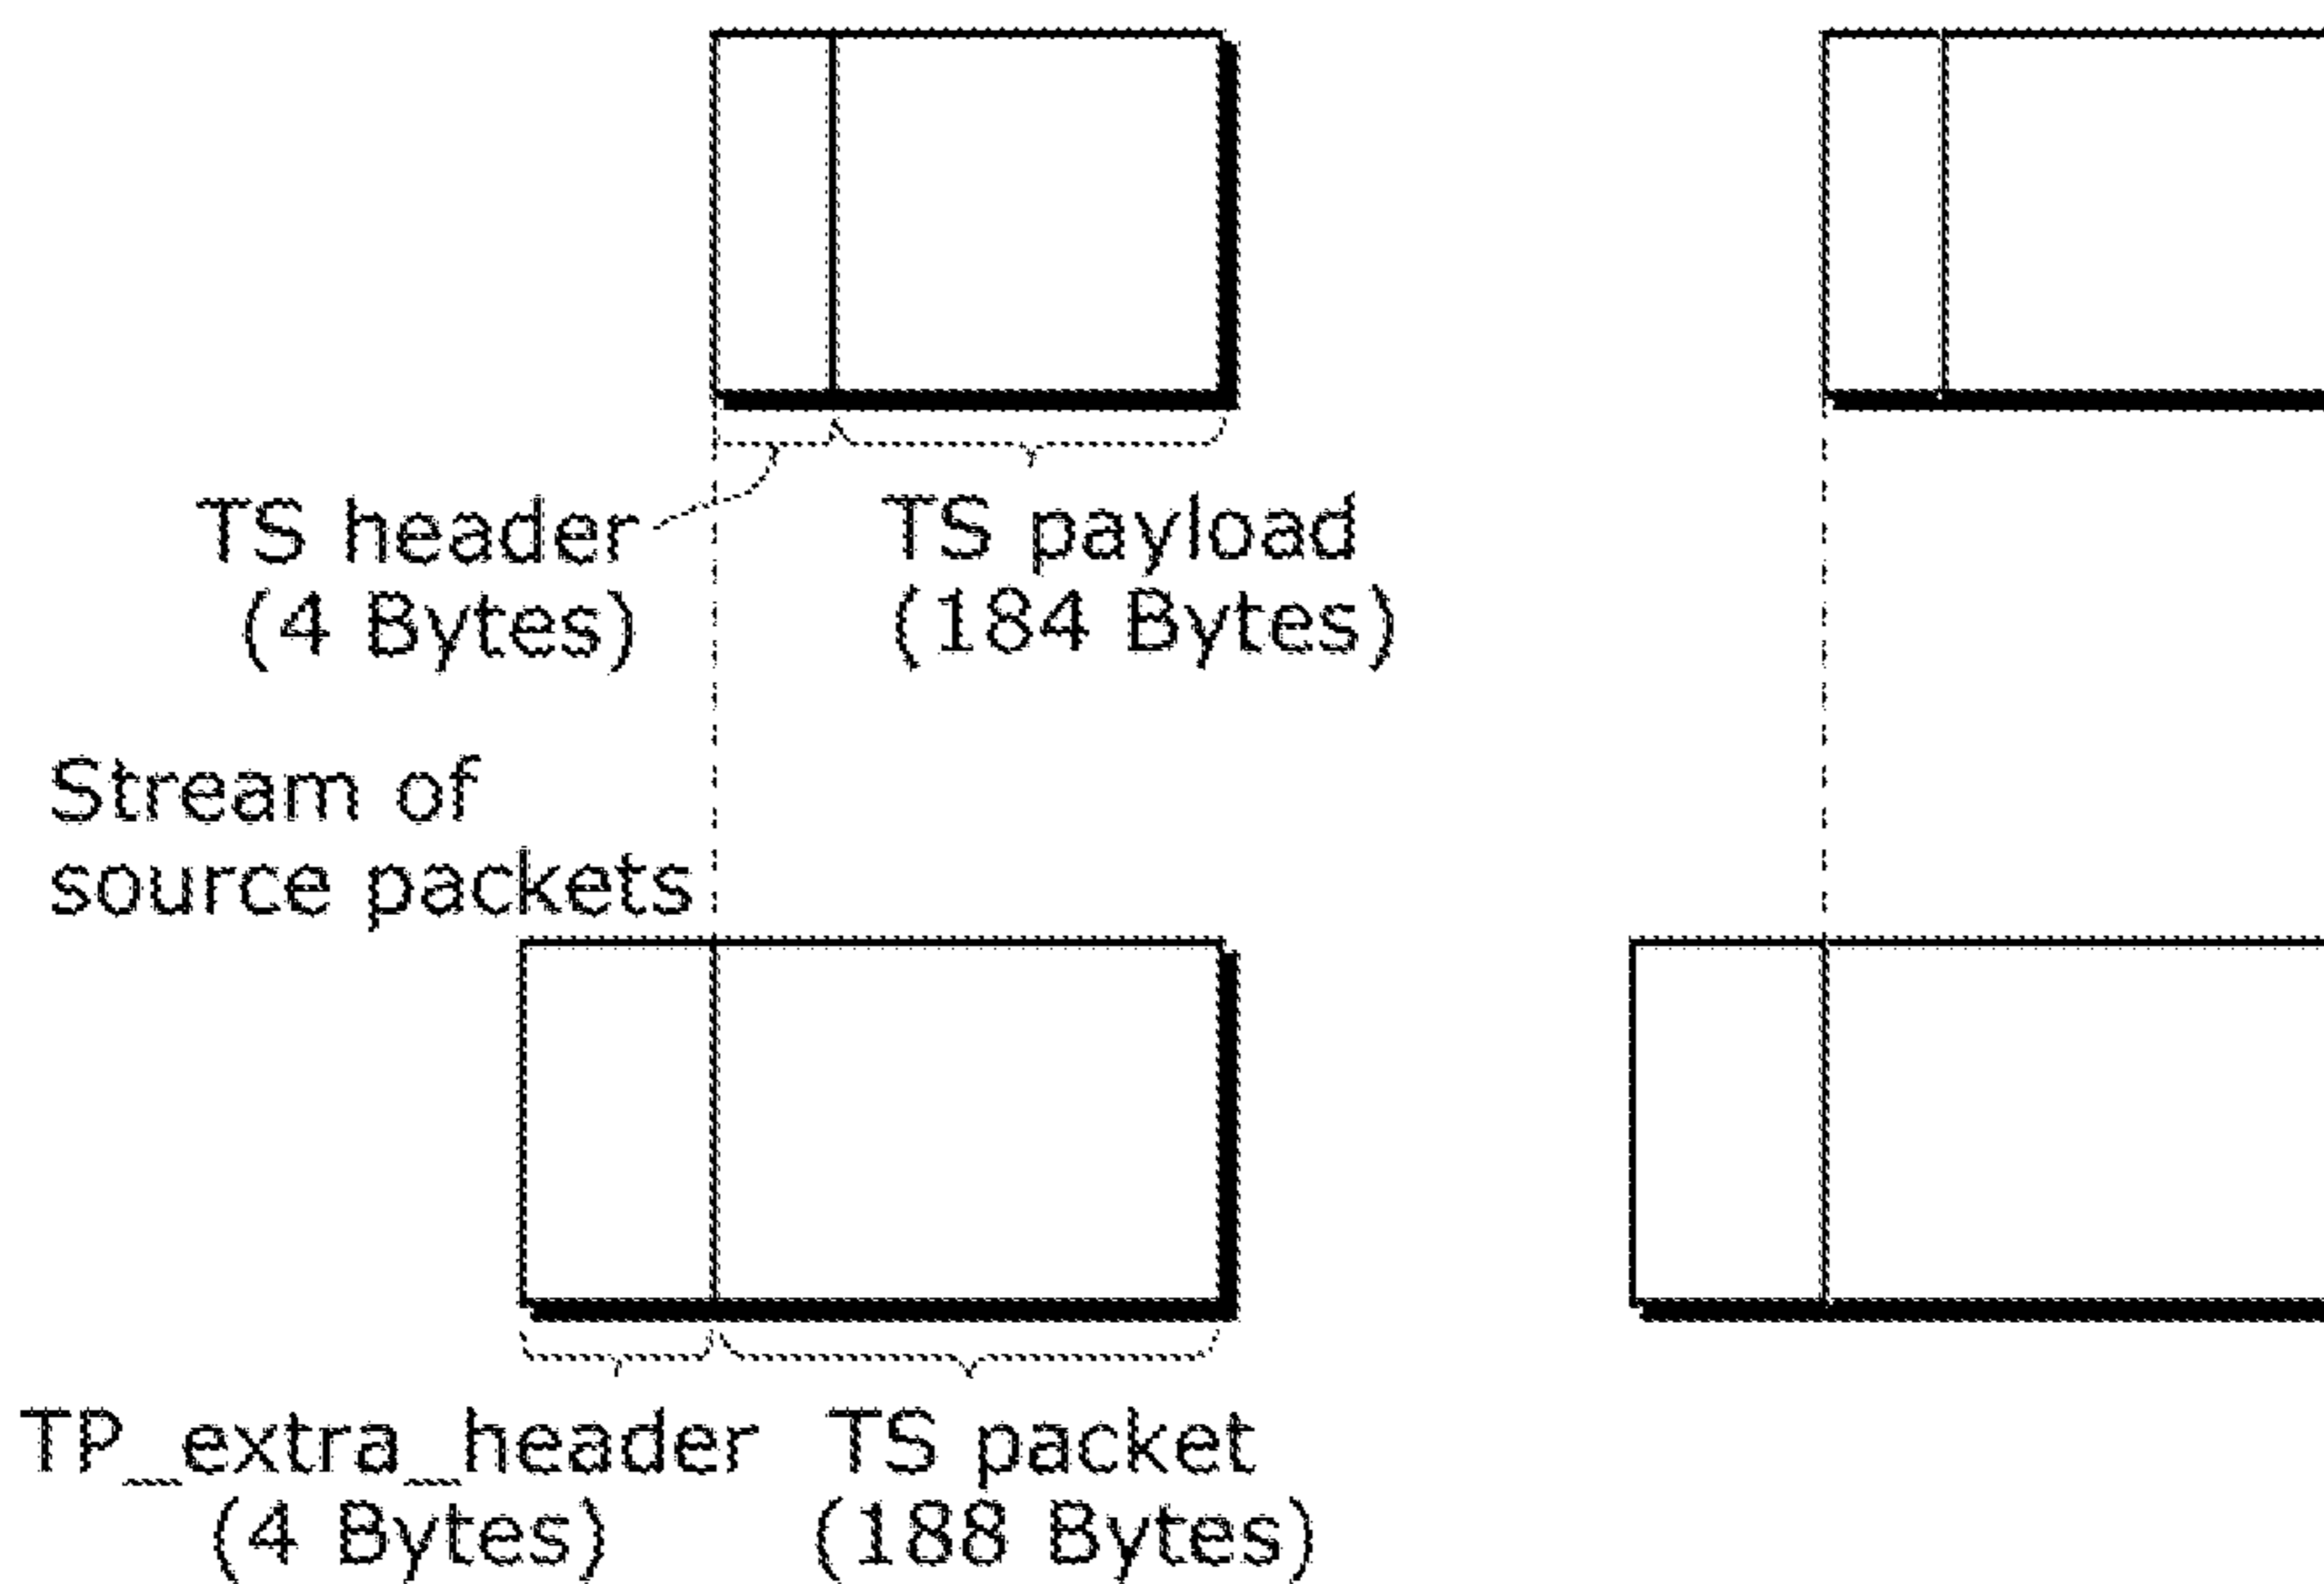 TS header
(4 Bytes)
TS payload
(184 Bytes)
Stream of
source packets
TP_extra_header
(4 Bytes)
TS packet
(188 Bytes)